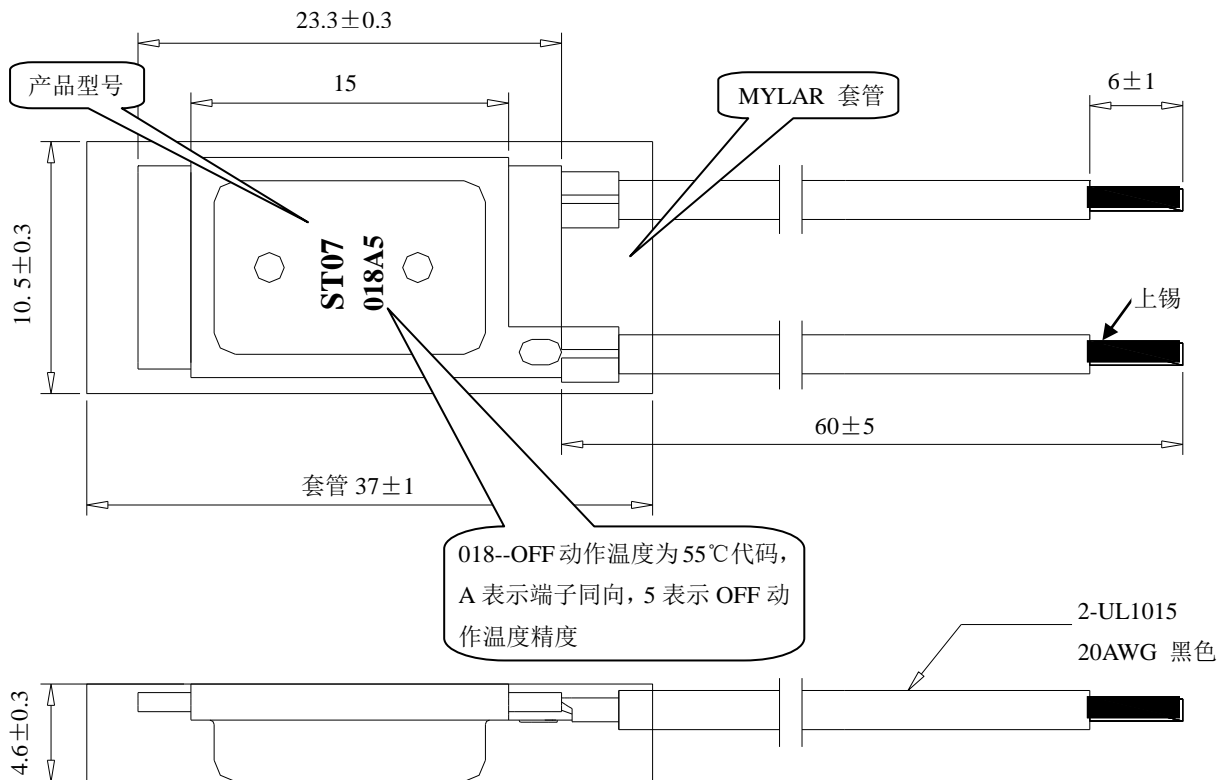 23.3±0.3
产品型号
15
MYLAR 套管
6±1
10.5±0.3
ST07
018A5
上锡
60±5
套管 37±1
018--OFF 动作温度为 55℃代码，
A 表示端子同向，5 表示 OFF 动
作温度精度
2-UL1015
20AWG 黑色
4.6±0.3